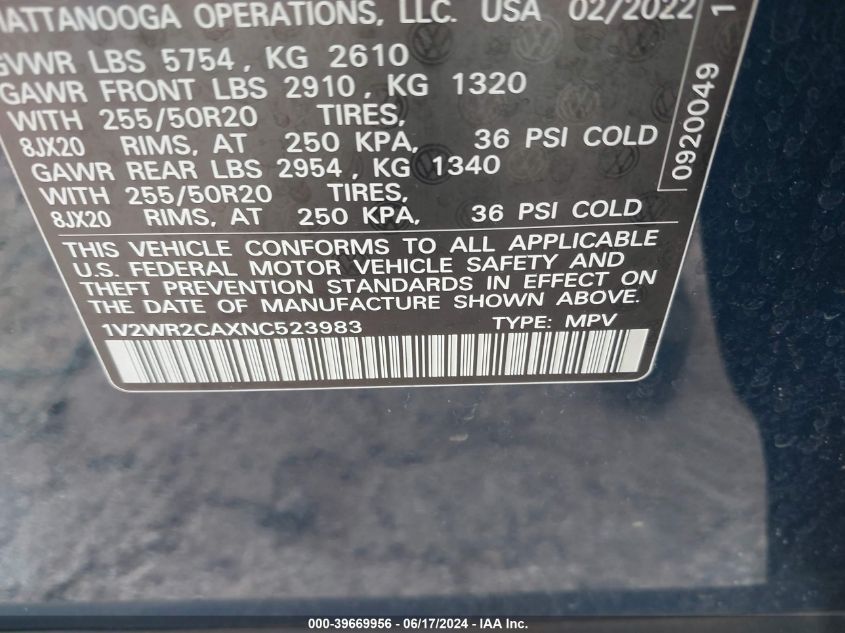 HATTANOOGA OPERATIONS, LLC. USA 02/2022
GVWR LBS 5754, KG 2610
GAWR FRONT LBS 2910, KG 1320
WITH 255/50R20 TIRES,
8JX20 RIMS, AT 250 KPA, 36 PSI COLD
GAWR REAR LBS 2954, KG 1340
WITH 255/50R20 TIRES,
8JX20 RIMS, AT 250 KPA, 36 PSI COLD
THIS VEHICLE CONFORMS TO ALL APPLICABLE
U.S. FEDERAL MOTOR VEHICLE SAFETY AND
THEFT PREVENTION STANDARDS IN EFFECT ON
THE DATE OF MANUFACTURE SHOWN ABOVE.
1V2WR2CAXNC523983 TYPE: MPV
0920049 1
000-39669956 - 06/17/2024 - IAA Inc.